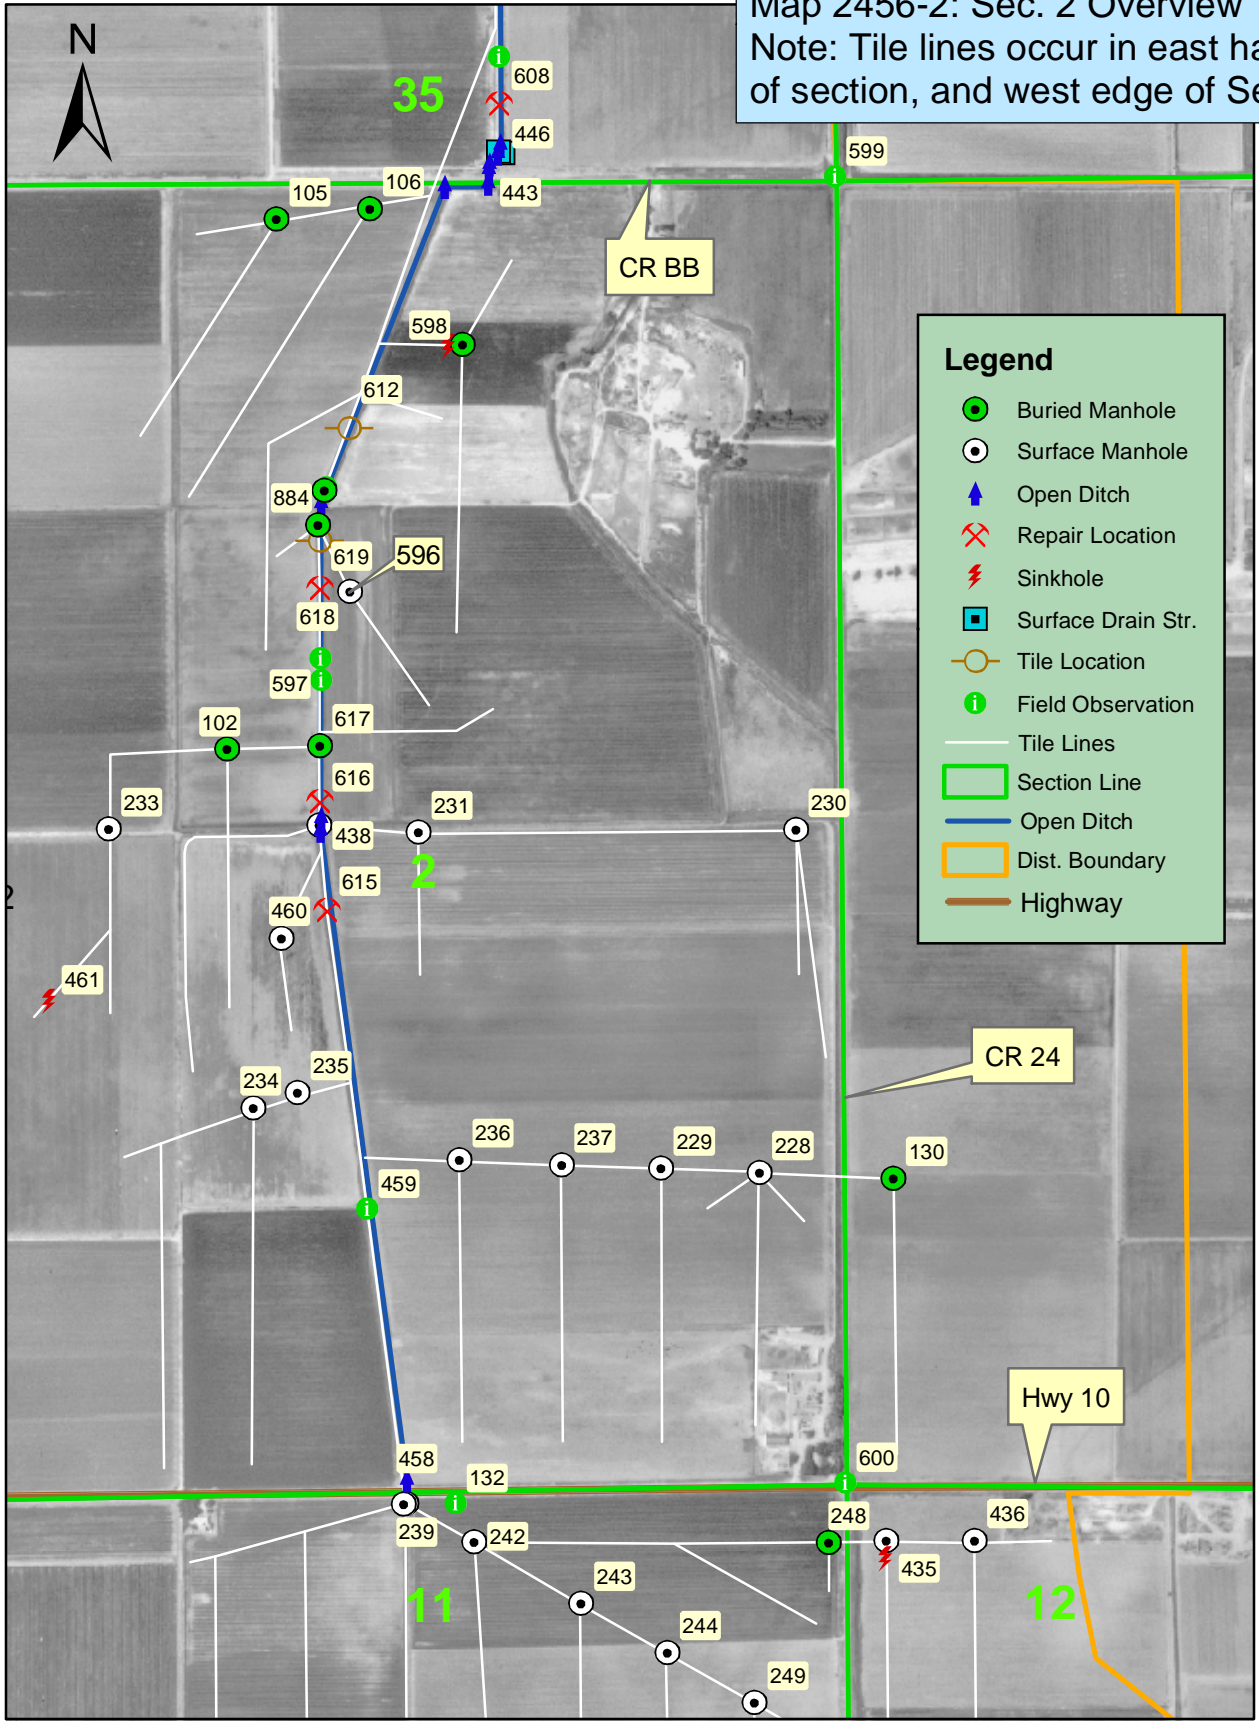 Map 2456-2: Sec. 2 Overview
Note: Tile lines occur in east
of section, and west edge of
N
35
608
446
599
105
106
443
CR BB
598
612
Legend
Buried Manhole
Surface Manhole
Open Ditch
Repair Location
Sinkhole
Surface Drain Str.
Tile Location
Field Observation
Tile Lines
Section Line
Open Ditch
Dist. Boundary
Highway
884
619
596
618
597
102
617
616
233
231
230
438
2
615
460
461
CR 24
234
235
236
237
229
228
130
459
Hwy 10
458
132
600
239
242
248
435
436
243
11
12
244
249